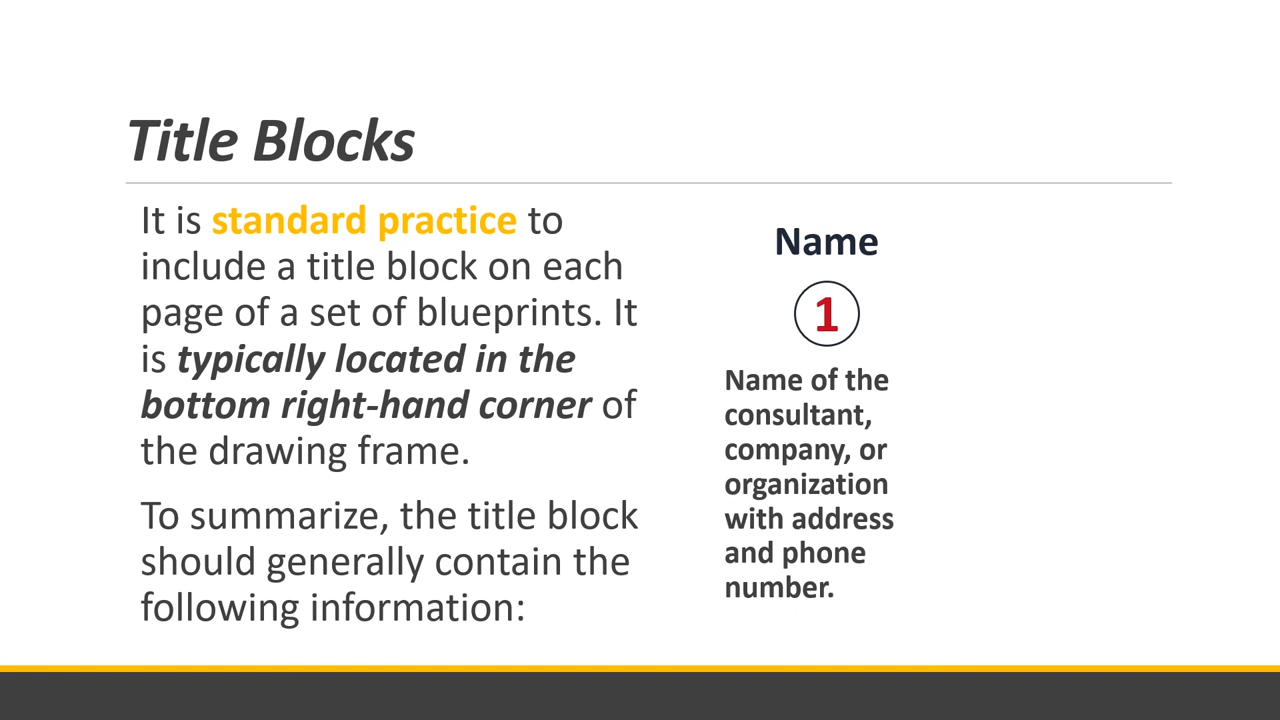 Title Blocks
It is standard practice to
include a title block on each
page of a set of blueprints. It
is typically located in the
bottom right-hand corner of
the drawing frame.
To summarize, the title block
should generally contain the
following information:
Name
1
Name of the
consultant,
company, or
organization
with address
and phone
number.